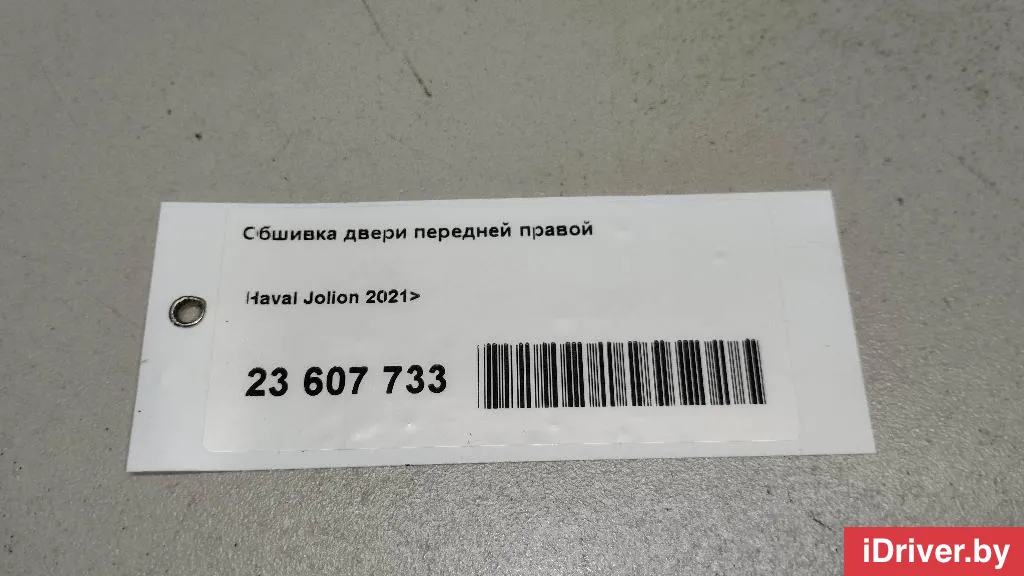 Обшивка двери передней правой
Haval Jolion 2021>
23 607 733
iDriver.by